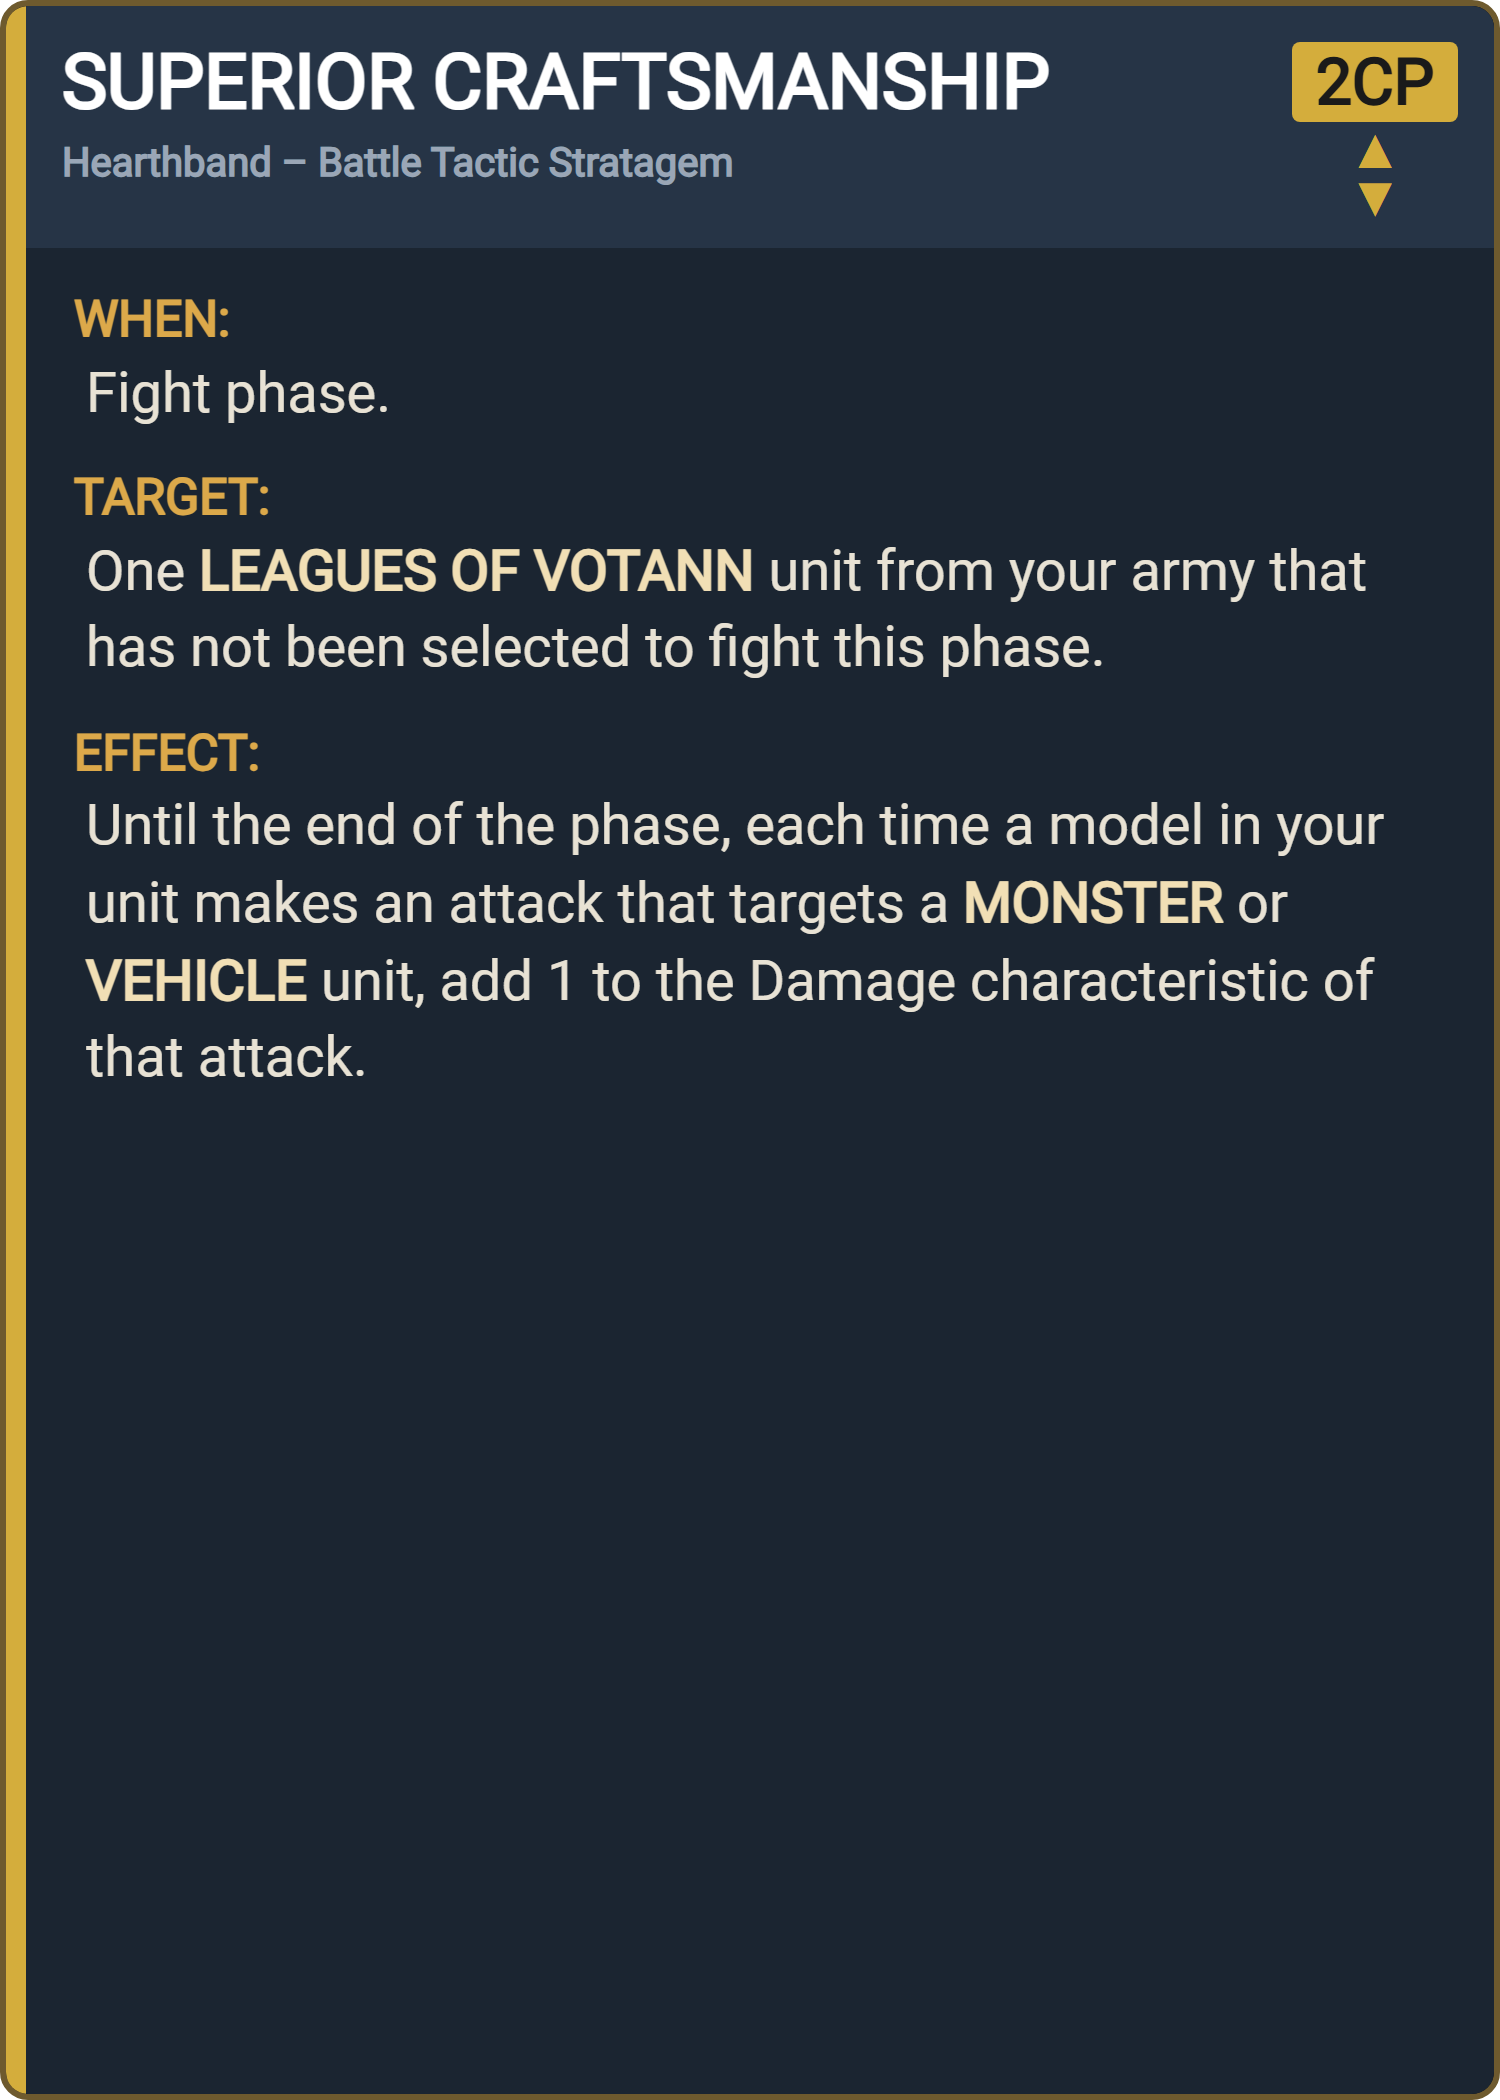 SUPERIOR CRAFTSMANSHIP
2CP
Hearthband – Battle Tactic Stratagem
WHEN:
Fight phase.
TARGET:
One LEAGUES OF VOTANN unit from your army that
has not been selected to fight this phase.
EFFECT:
Until the end of the phase, each time a model in your
unit makes an attack that targets a MONSTER or
VEHICLE unit, add 1 to the Damage characteristic of
that attack.